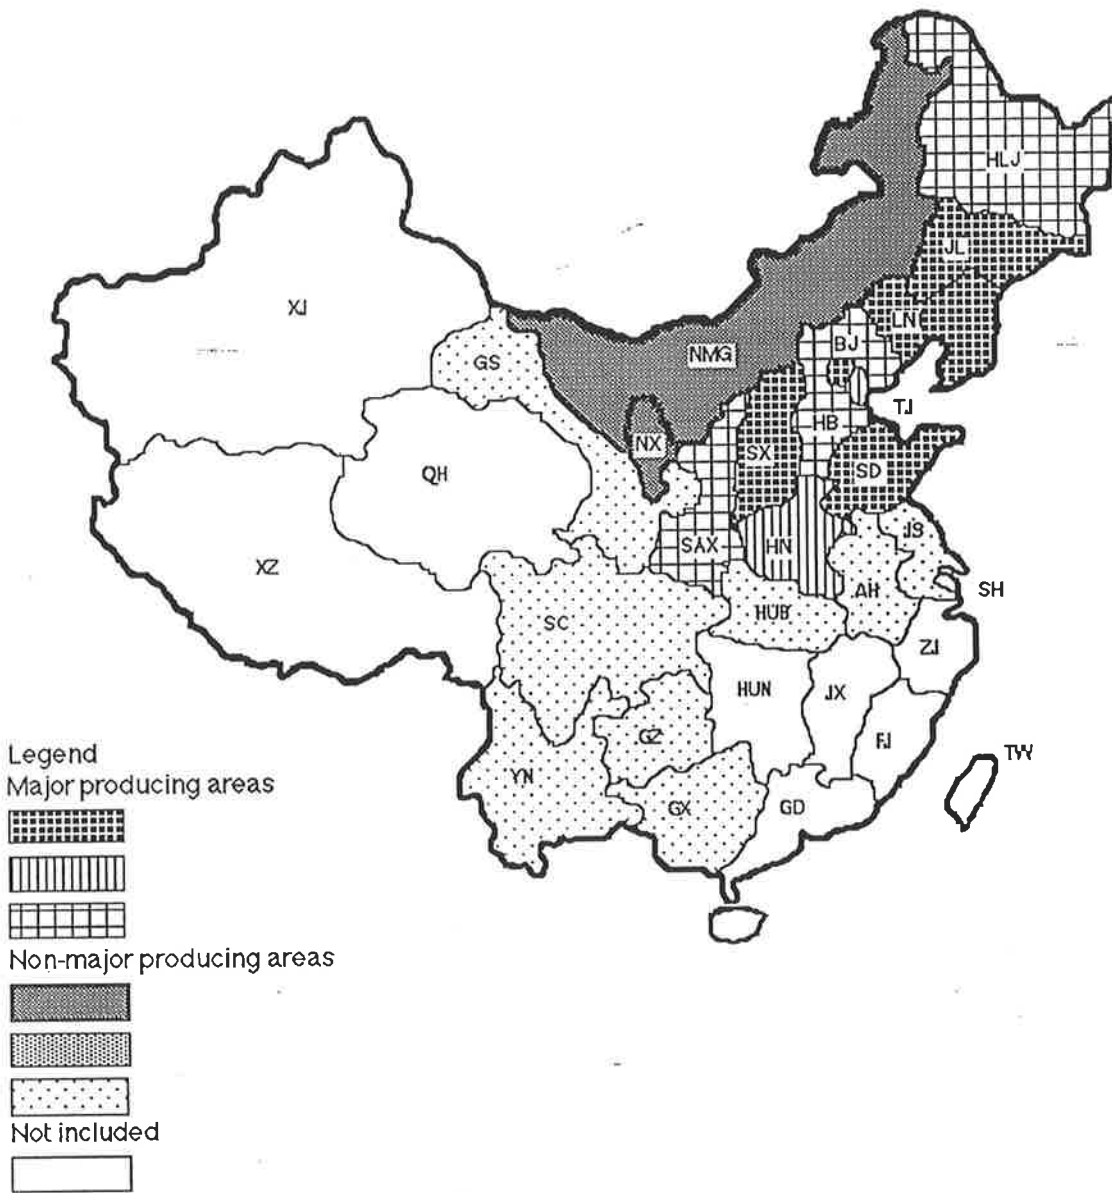 HLJ
JL
LN
XJ
BJ
GS
NMG
TJ
HB
NX
SX
SD
QH
JS
SAX
HN
XZ
AH
SH
SC
HUB
ZJ
HUN
JX
GZ
FJ
Legend
TW
YN
Major producing areas
GX
GD
Non-major producing areas
Not included